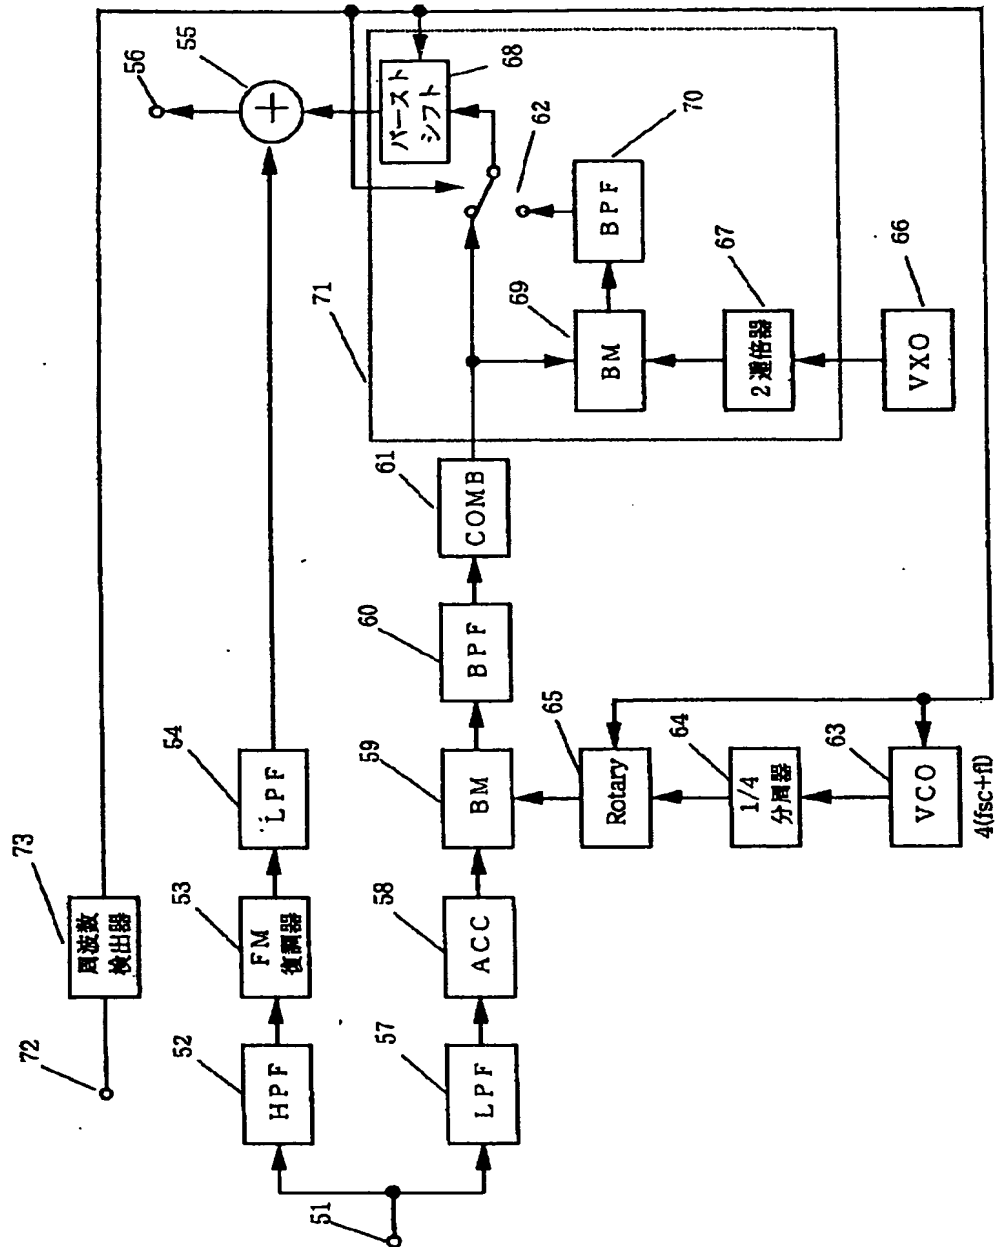 72
73
周波数
検出器
51
52
HPF
53
FM
復調器
54
LPF
55
+
56
57
LPF
58
ACC
59
BM
60
BPF
61
COMB
71
62
バースト
シフト
68
69
BM
70
BPF
67
2逓倍器
66
VXO
65
Rotary
64
1/4
分周器
63
VCO
4(fsc+fl)